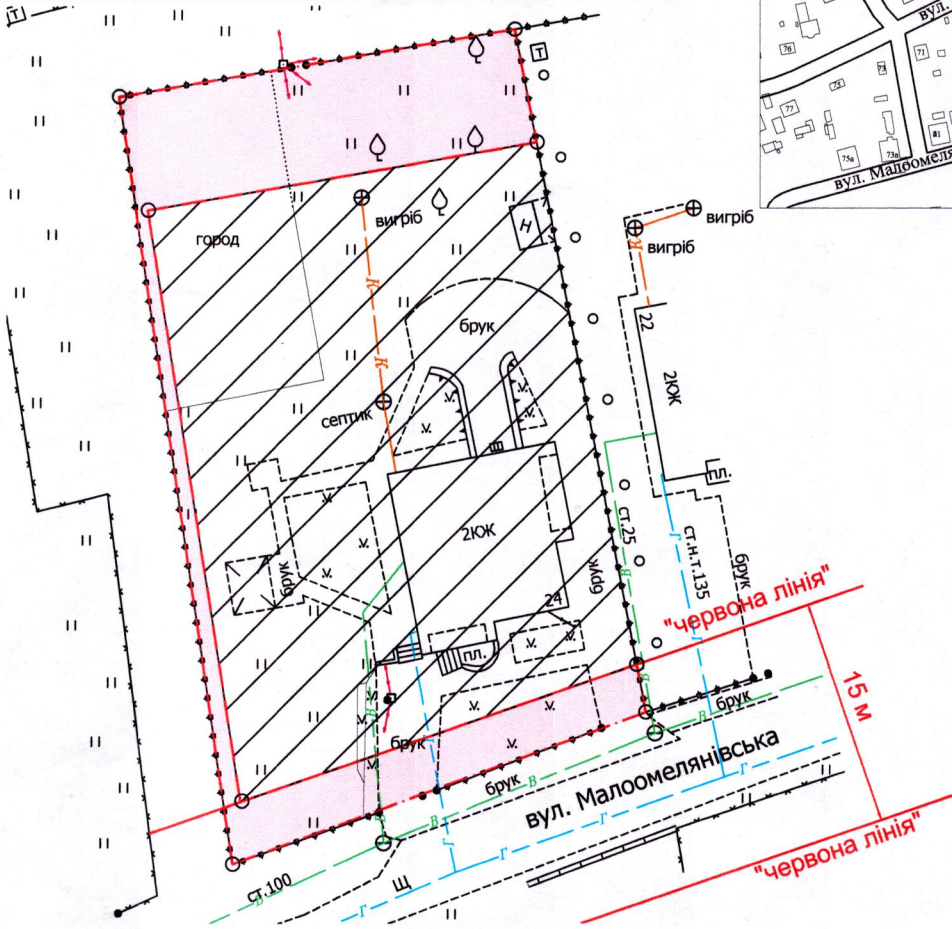 Т
вул.
76
71
73
75
77
75а
73а
81
вул. Малоомеля
Т
вигріб
город
Н
вигріб
вигріб
К
К
К
22
брук
2КЖ
септик
пл.
2КЖ
ст.25
ст.н.т.135
брук
брук
брук
24
"червона лінія"
пл.
В
В
Г
Г
15 м
брук
брук
брук
В
В
В
вул. Малоомелянівська
Г
Г
Г
Г
"червона лінія"
ст.100
В
Щ
Г